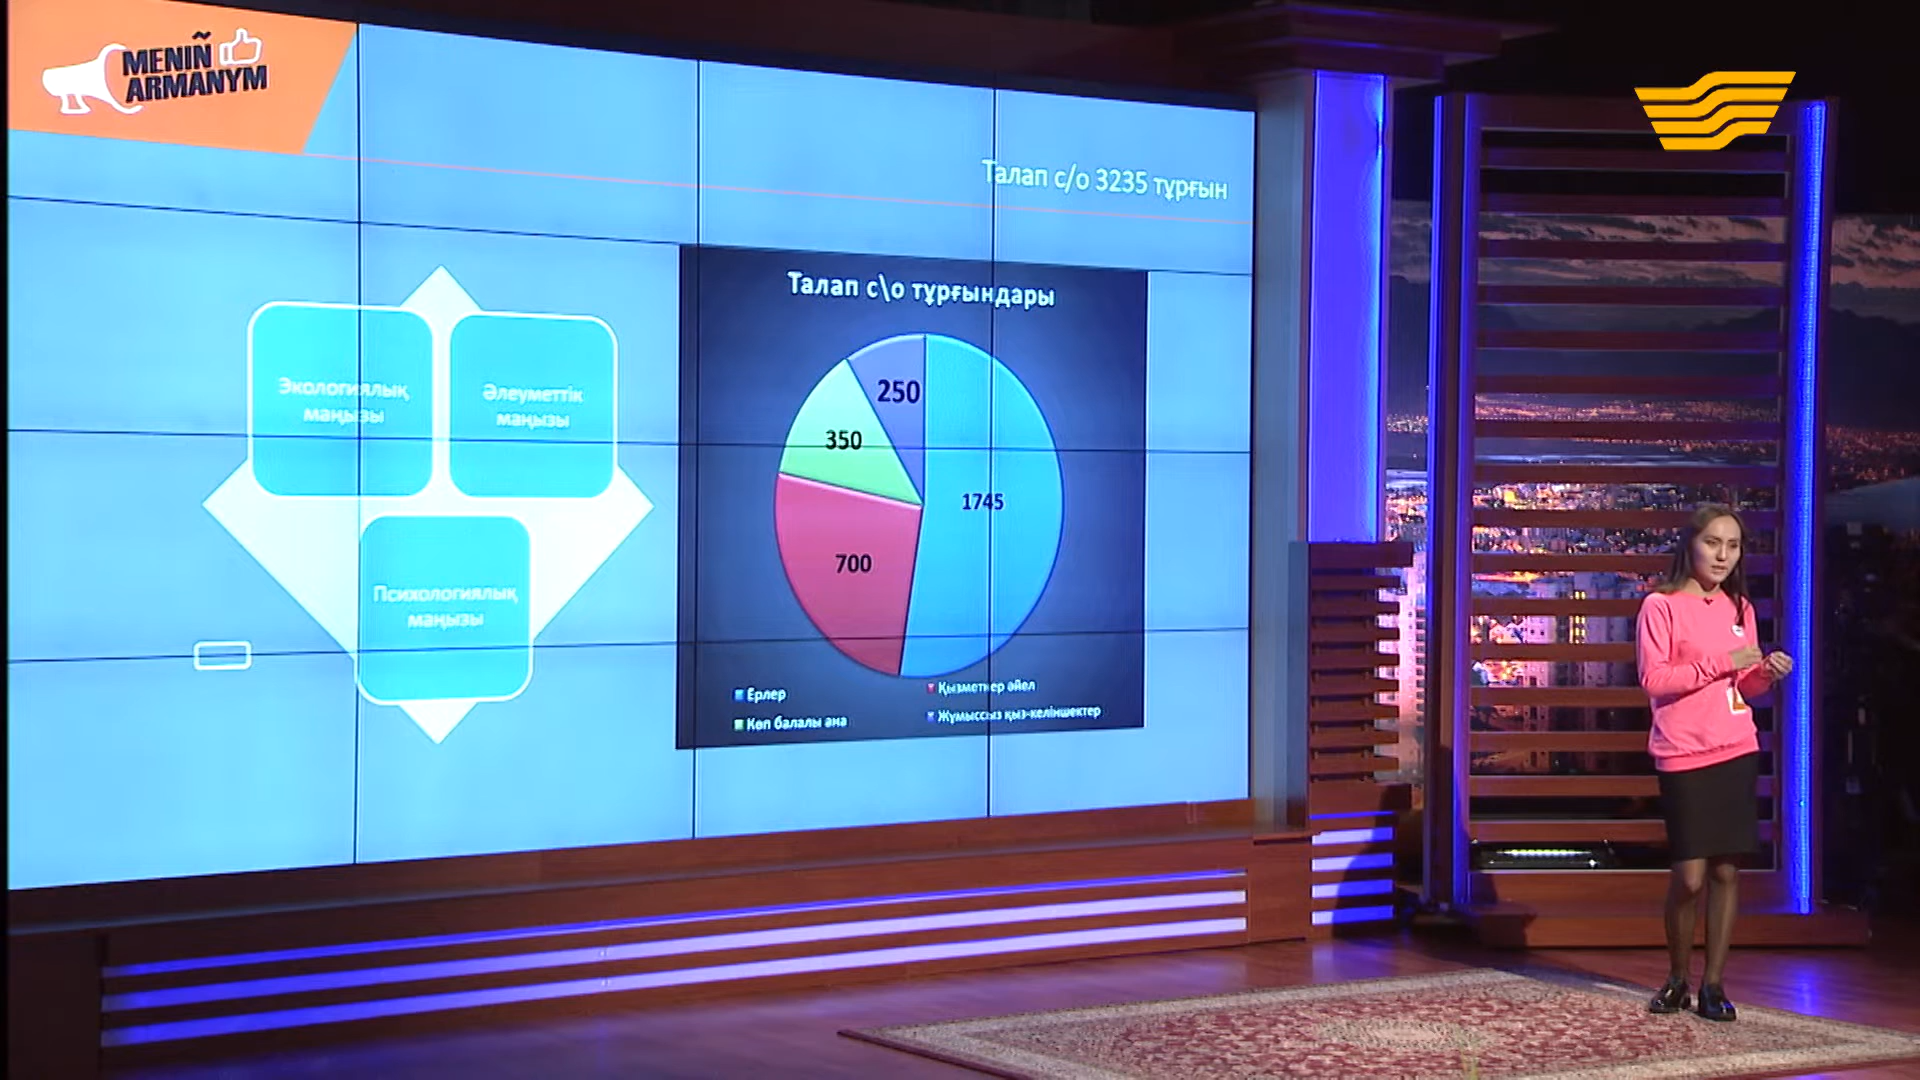 MENIÑ
ARMANYM
Талап с/о 3235 тұрғын
Экологиялық
маңызы
Әлеуметтік
маңызы
Психологиялық
маңызы
Талап с\о тұрғындары
250
350
1745
700
Ерлер
Қызметкер әйел
Көп балалы ана
Жұмыссыз қыз-келіншектер